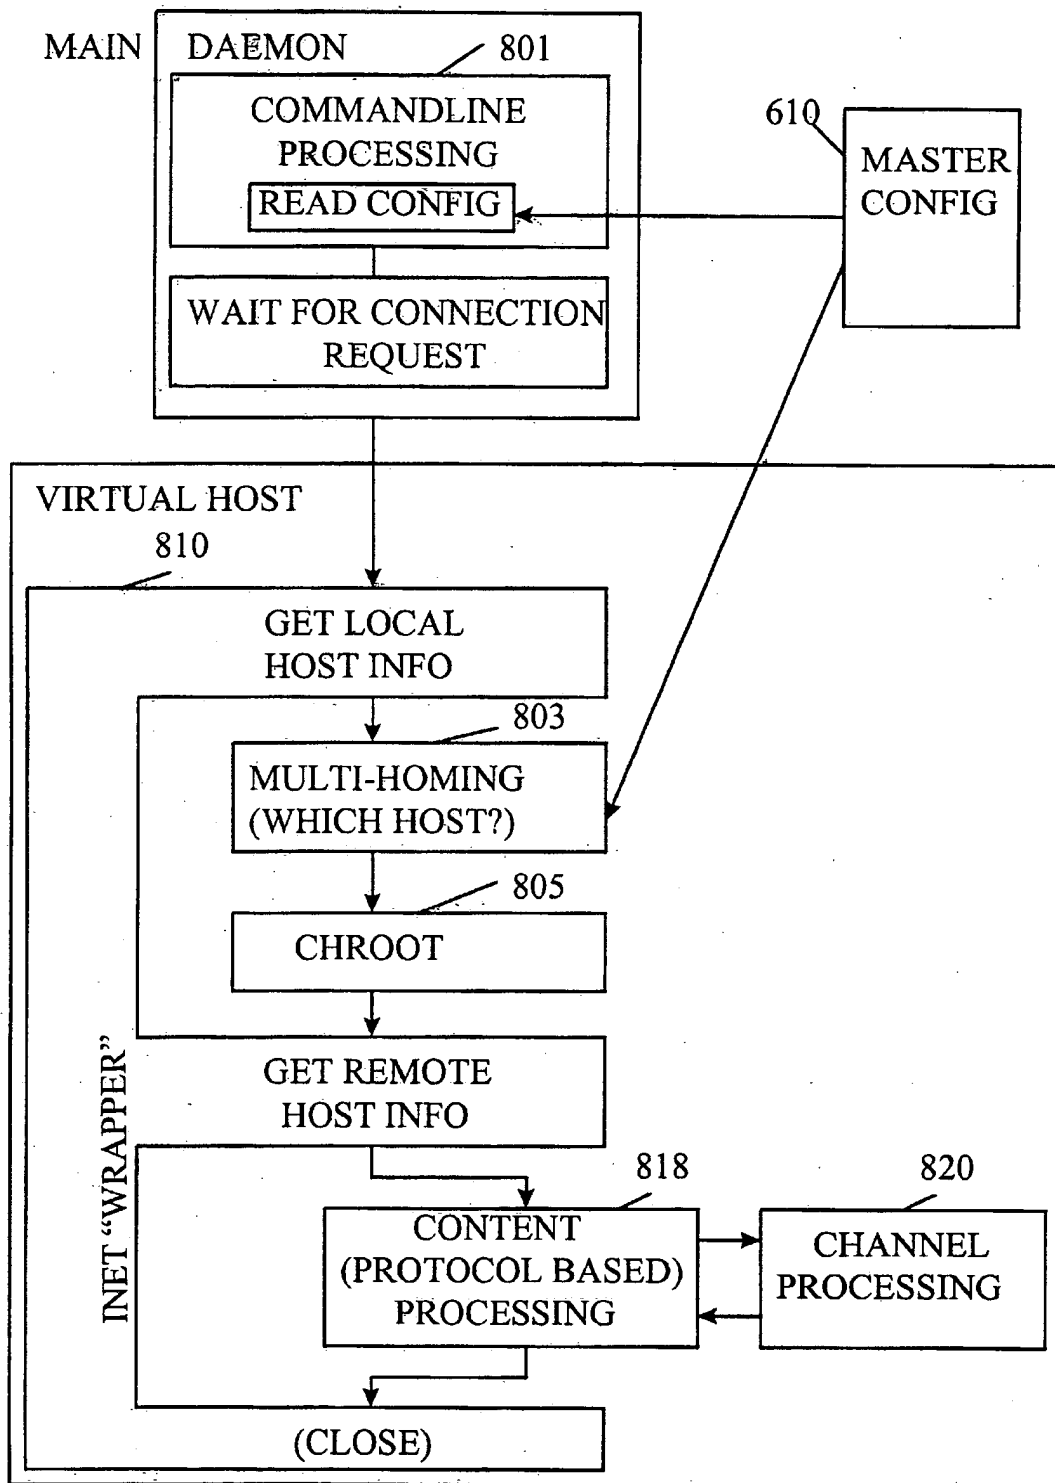 MAIN DAEMON
801
COMMANDLINE
PROCESSING
READ CONFIG
610
MASTER
CONFIG
WAIT FOR CONNECTION
REQUEST
VIRTUAL HOST
810
GET LOCAL
HOST INFO
803
MULTI-HOMING
(WHICH HOST?)
805
CHROOT
GET REMOTE
HOST INFO
INET “WRAPPER”
818
CONTENT
(PROTOCOL BASED)
PROCESSING
820
CHANNEL
PROCESSING
(CLOSE)